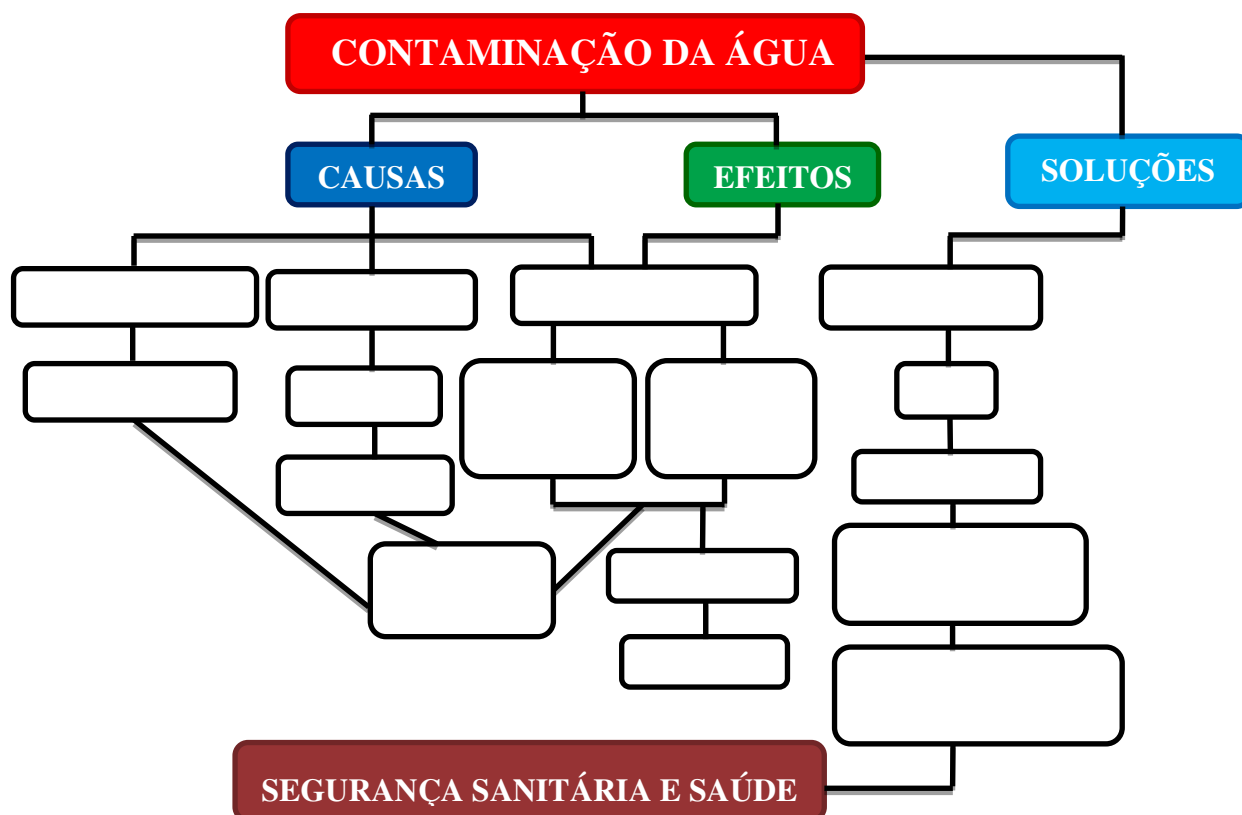 CONTAMINAÇÃO DA ÁGUA
CAUSAS
EFEITOS
SOLUÇÕES
SEGURANÇA SANITÁRIA E SAÚDE